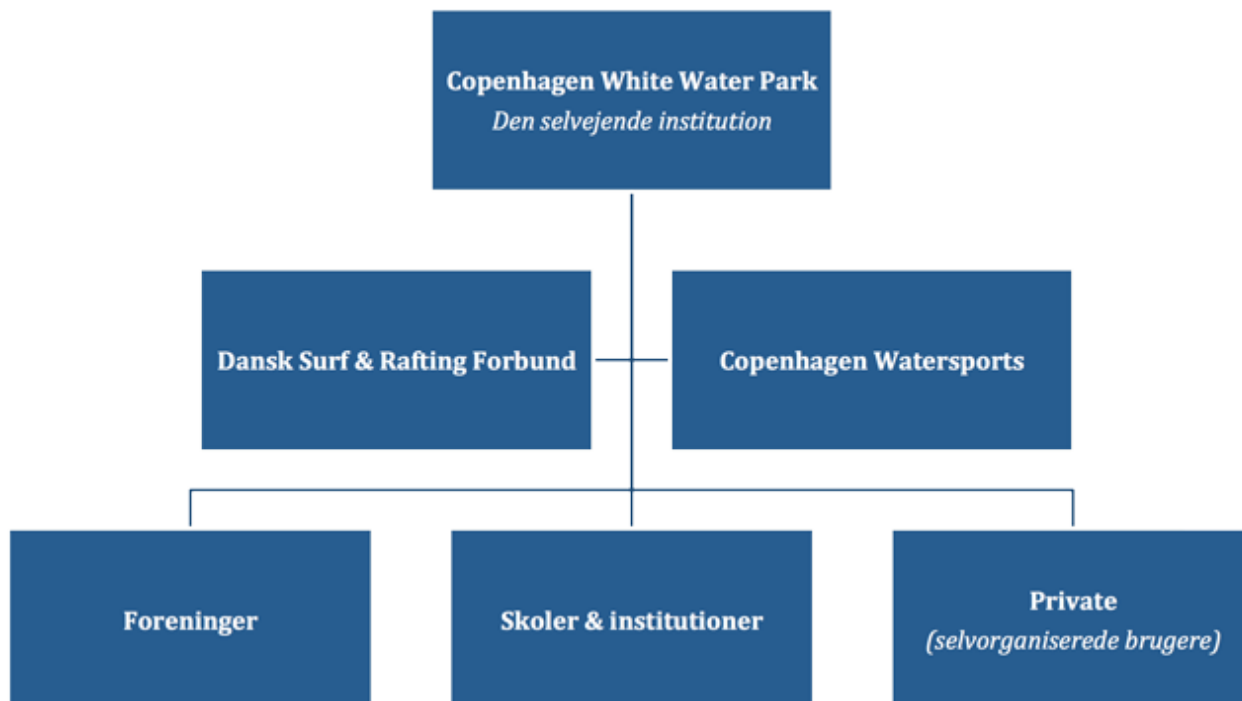 Copenhagen White Water Park
Den selvejende institution
Dansk Surf & Rafting Forbund
Copenhagen Watersports
Foreninger
Skoler & institutioner
Private
(selvorganiserede brugere)